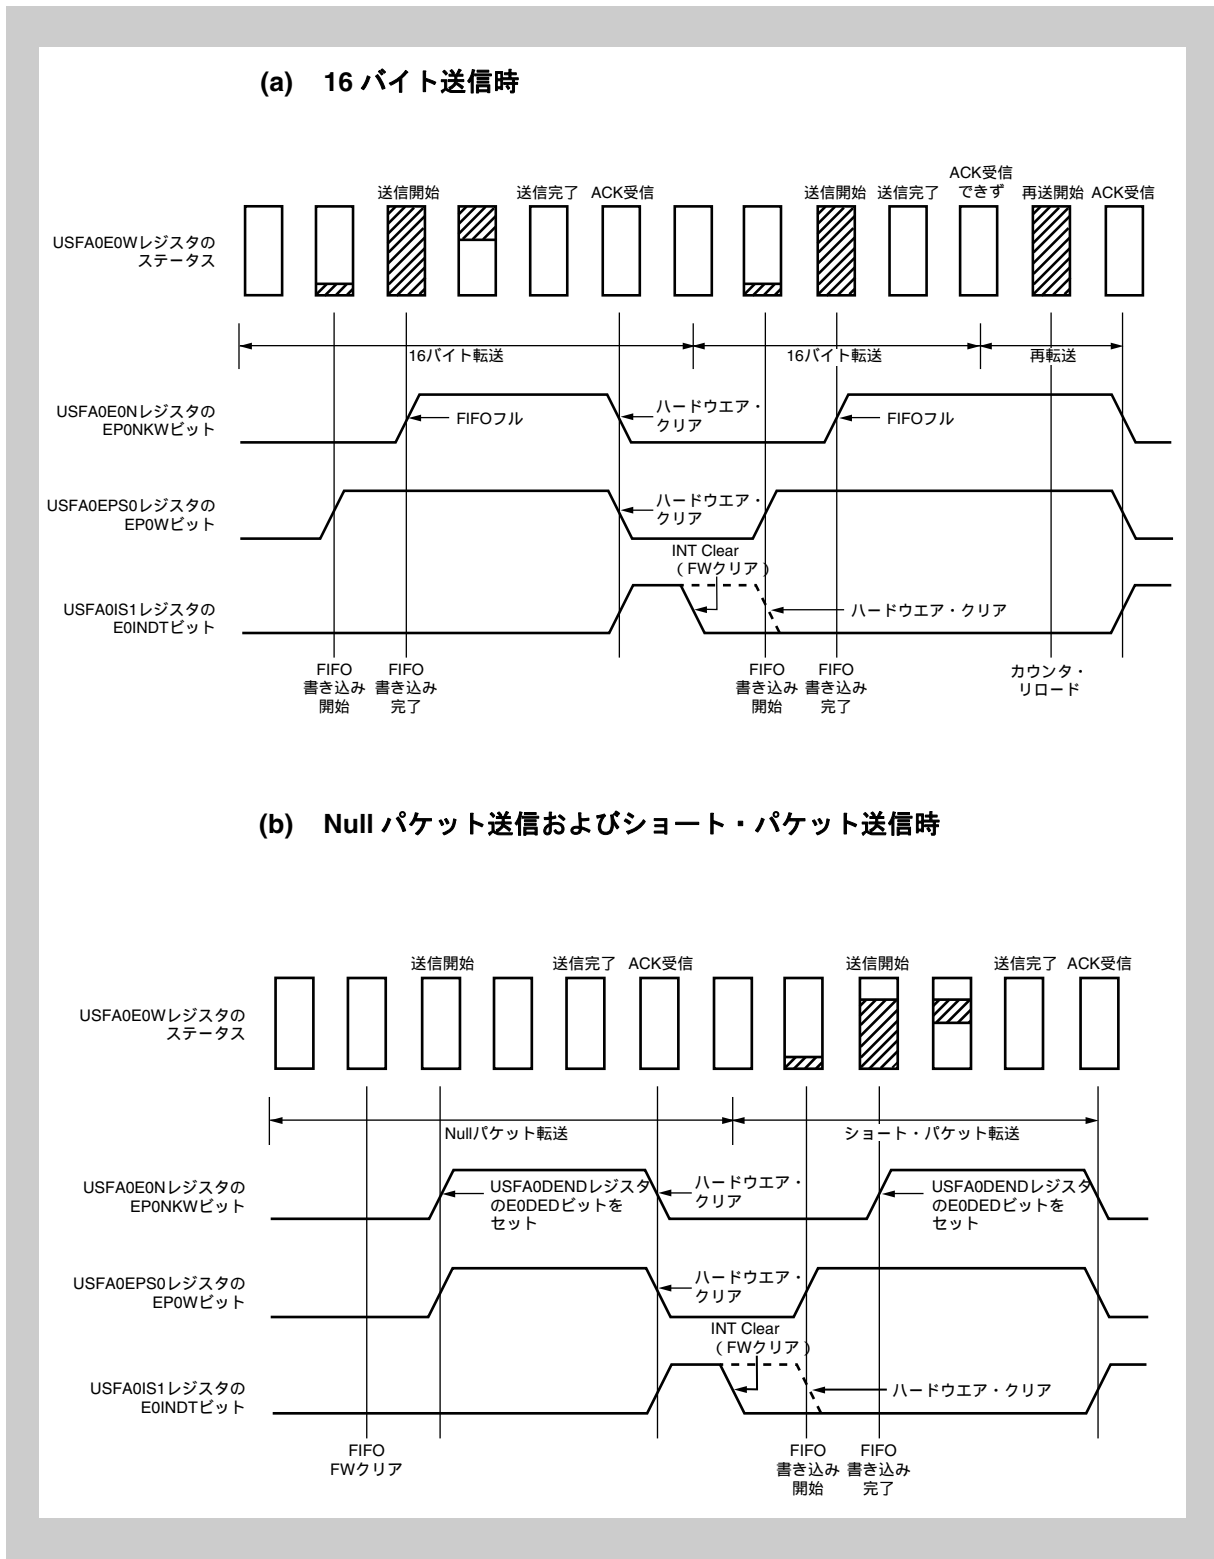 (a) 16 バイト送信時
ACK受信
送信開始 送信完了 ACK受信 送信開始 送信完了 できず 再送開始 ACK受信
USFA0E0Wレジスタの
ステータス
16バイト転送 16バイト転送 再転送
USFA0E0Nレジスタの
EP0NKWビット
FIFOフル
ハードウエア・
クリア
FIFOフル
USFA0EPS0レジスタの
EP0Wビット
ハードウエア・
クリア
INT Clear
(FWクリア)
USFA0IS1レジスタの
E0INDTビット
ハードウエア・クリア
FIFO
書き込み
開始
FIFO
書き込み
完了
FIFO
書き込み
開始
FIFO
書き込み
完了
カウンタ・
リロード
(b) Null パケット送信およびショート・パケット送信時
送信開始 送信完了 ACK受信 送信開始 送信完了 ACK受信
USFA0E0Wレジスタの
ステータス
Nullパケット転送 ショート・パケット転送
USFA0E0Nレジスタの
EP0NKWビット
USFA0DENDレジスタ
のE0DEDビットを
セット
ハードウエア・
クリア
USFA0DENDレジスタ
のE0DEDビットを
セット
USFA0EPS0レジスタの
EP0Wビット
ハードウエア・
クリア
INT Clear
(FWクリア)
USFA0IS1レジスタの
E0INDTビット
ハードウエア・クリア
FIFO
FWクリア
FIFO
書き込み
開始
FIFO
書き込み
完了